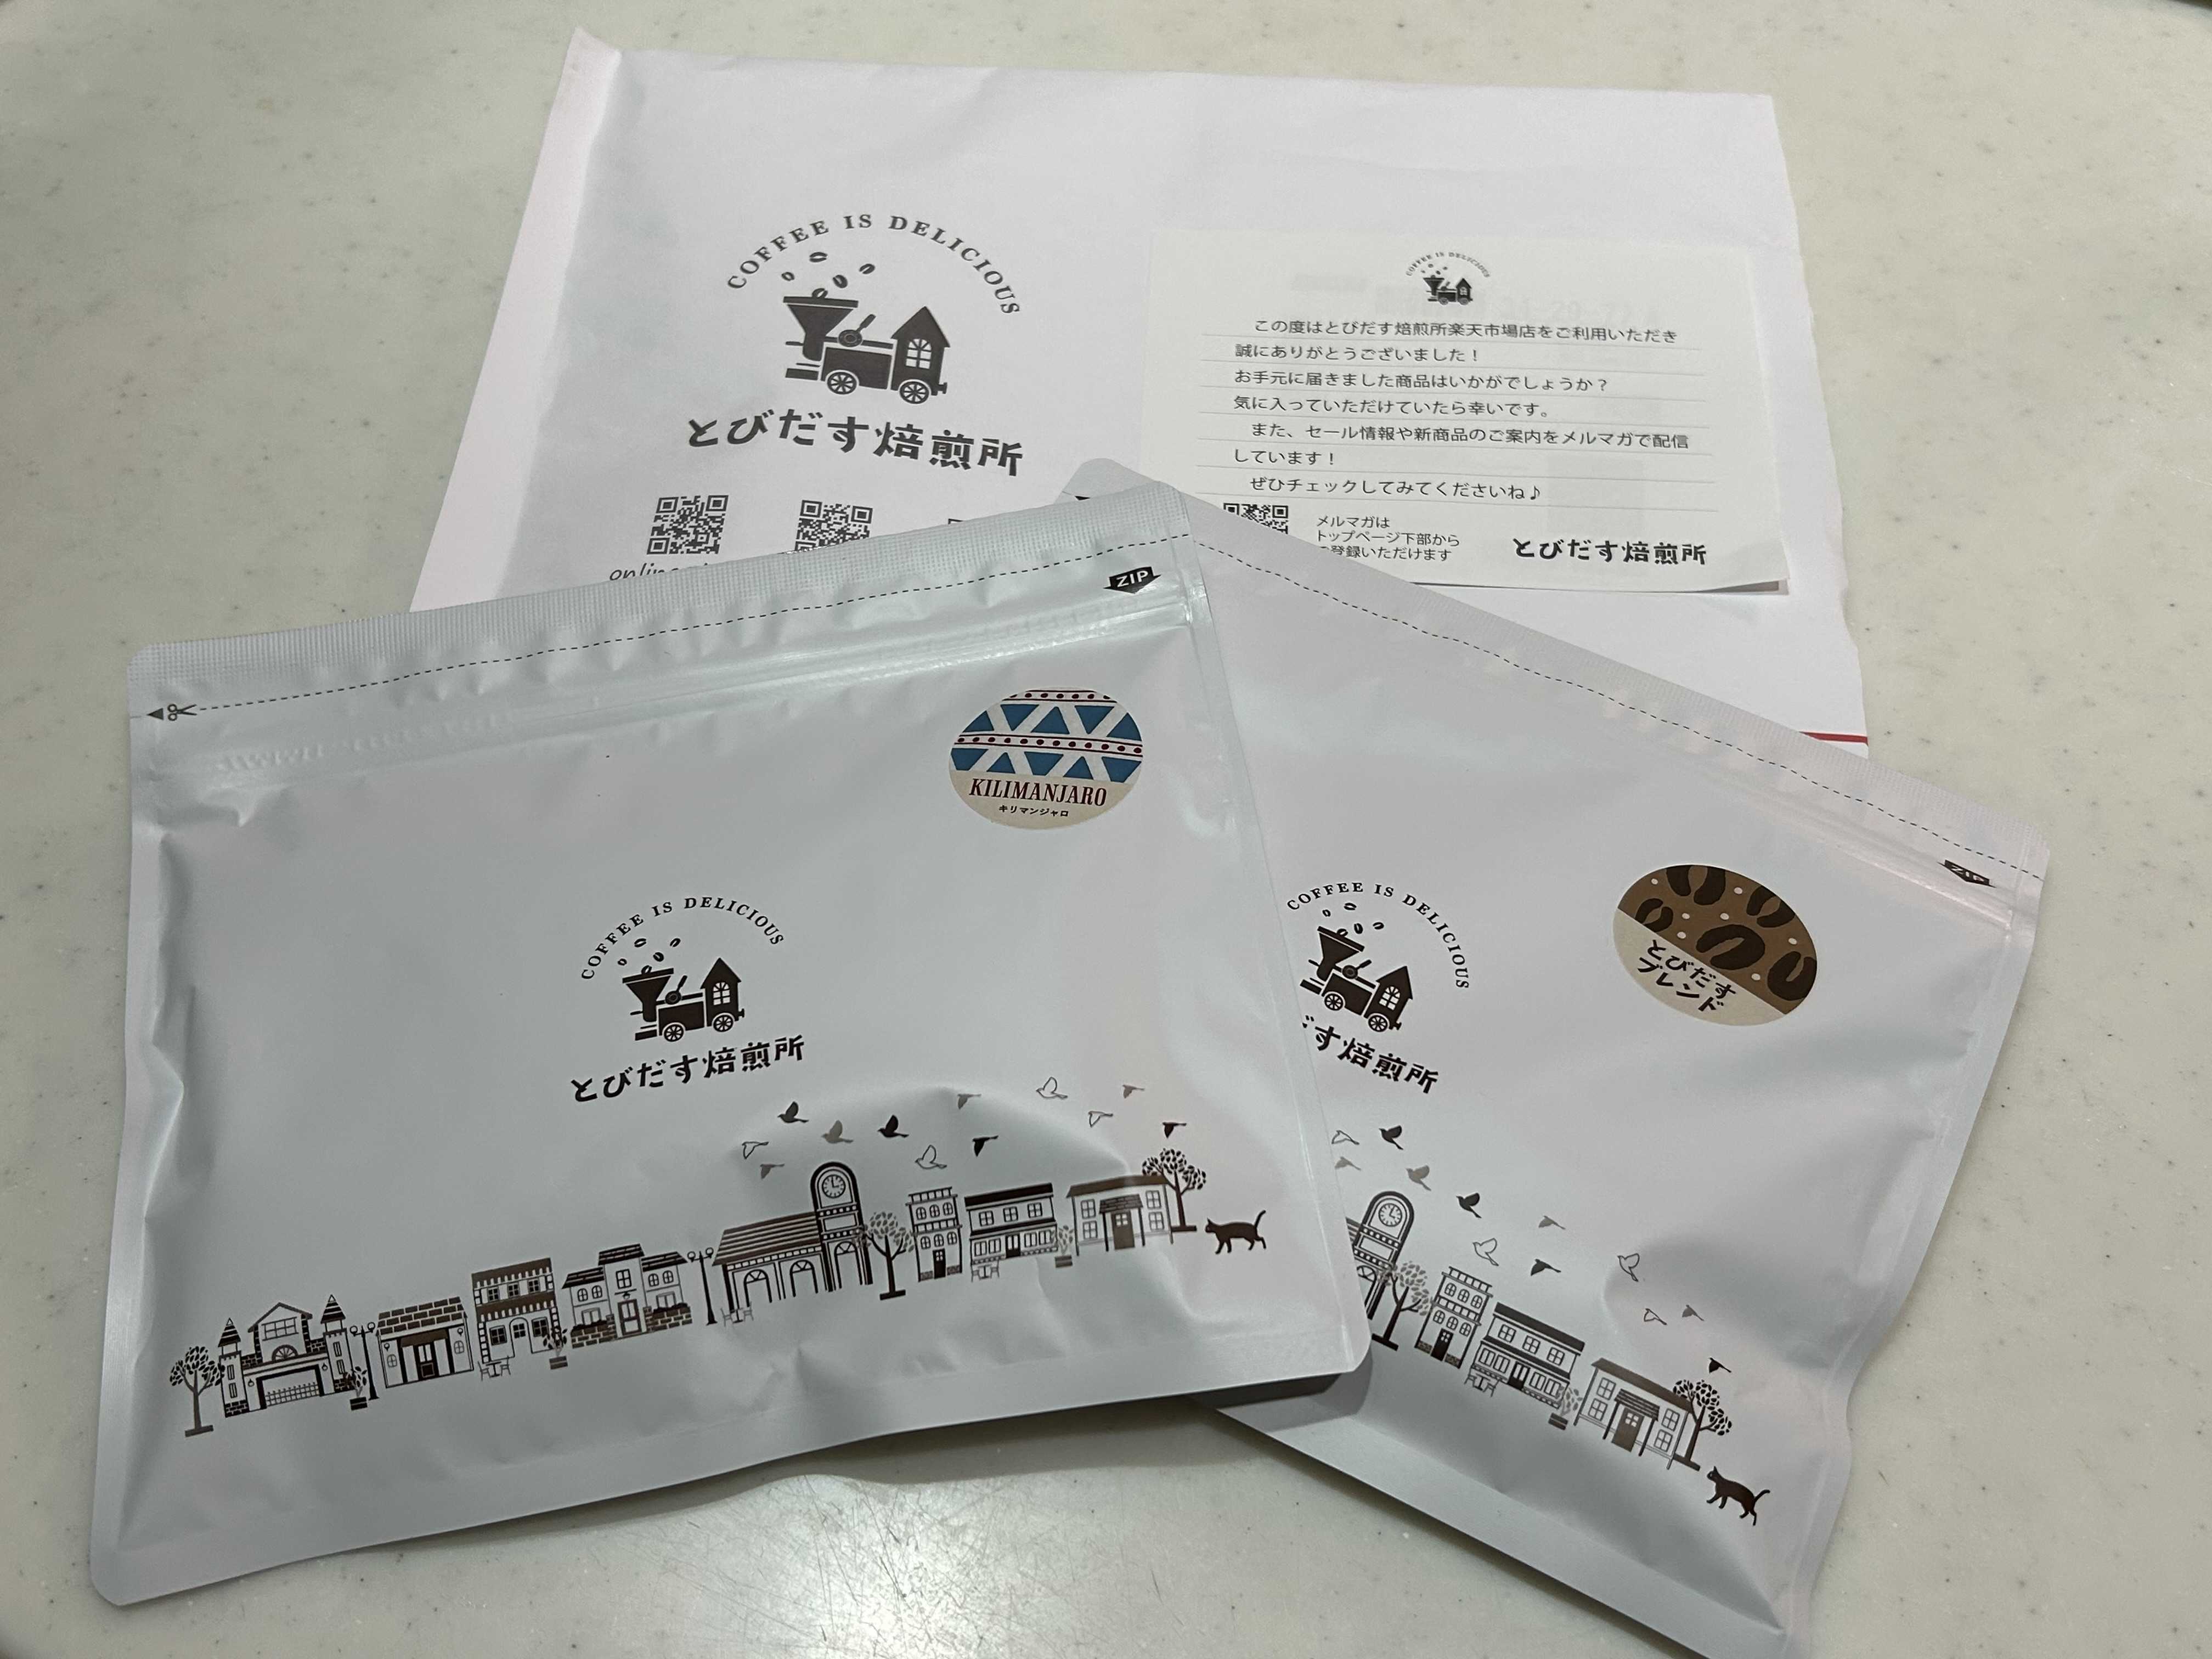 COFFEE IS DELICIOUS
とびだす焙煎所
COFFEE IS DELICIOUS
この度はとびだす焙煎所楽天市場店をご利用いただき
誠にありがとうございました!
お手元に届きました商品はいかがでしょうか?
気に入っていただけていたら幸いです。
また、セール情報や新商品のご案内をメルマガで配信
しています!
ぜひチェックしてみてくださいね♪
メルマガは
トップページ下部から
登録いただけます
とびだす焙煎所
ZIP
KILIMANJARO
キリマンジャロ
COFFEE IS DELICIOUS
とびだす焙煎所
ZIP
とびだす
ブレンド
COFFEE IS DELICIOUS
す焙煎所